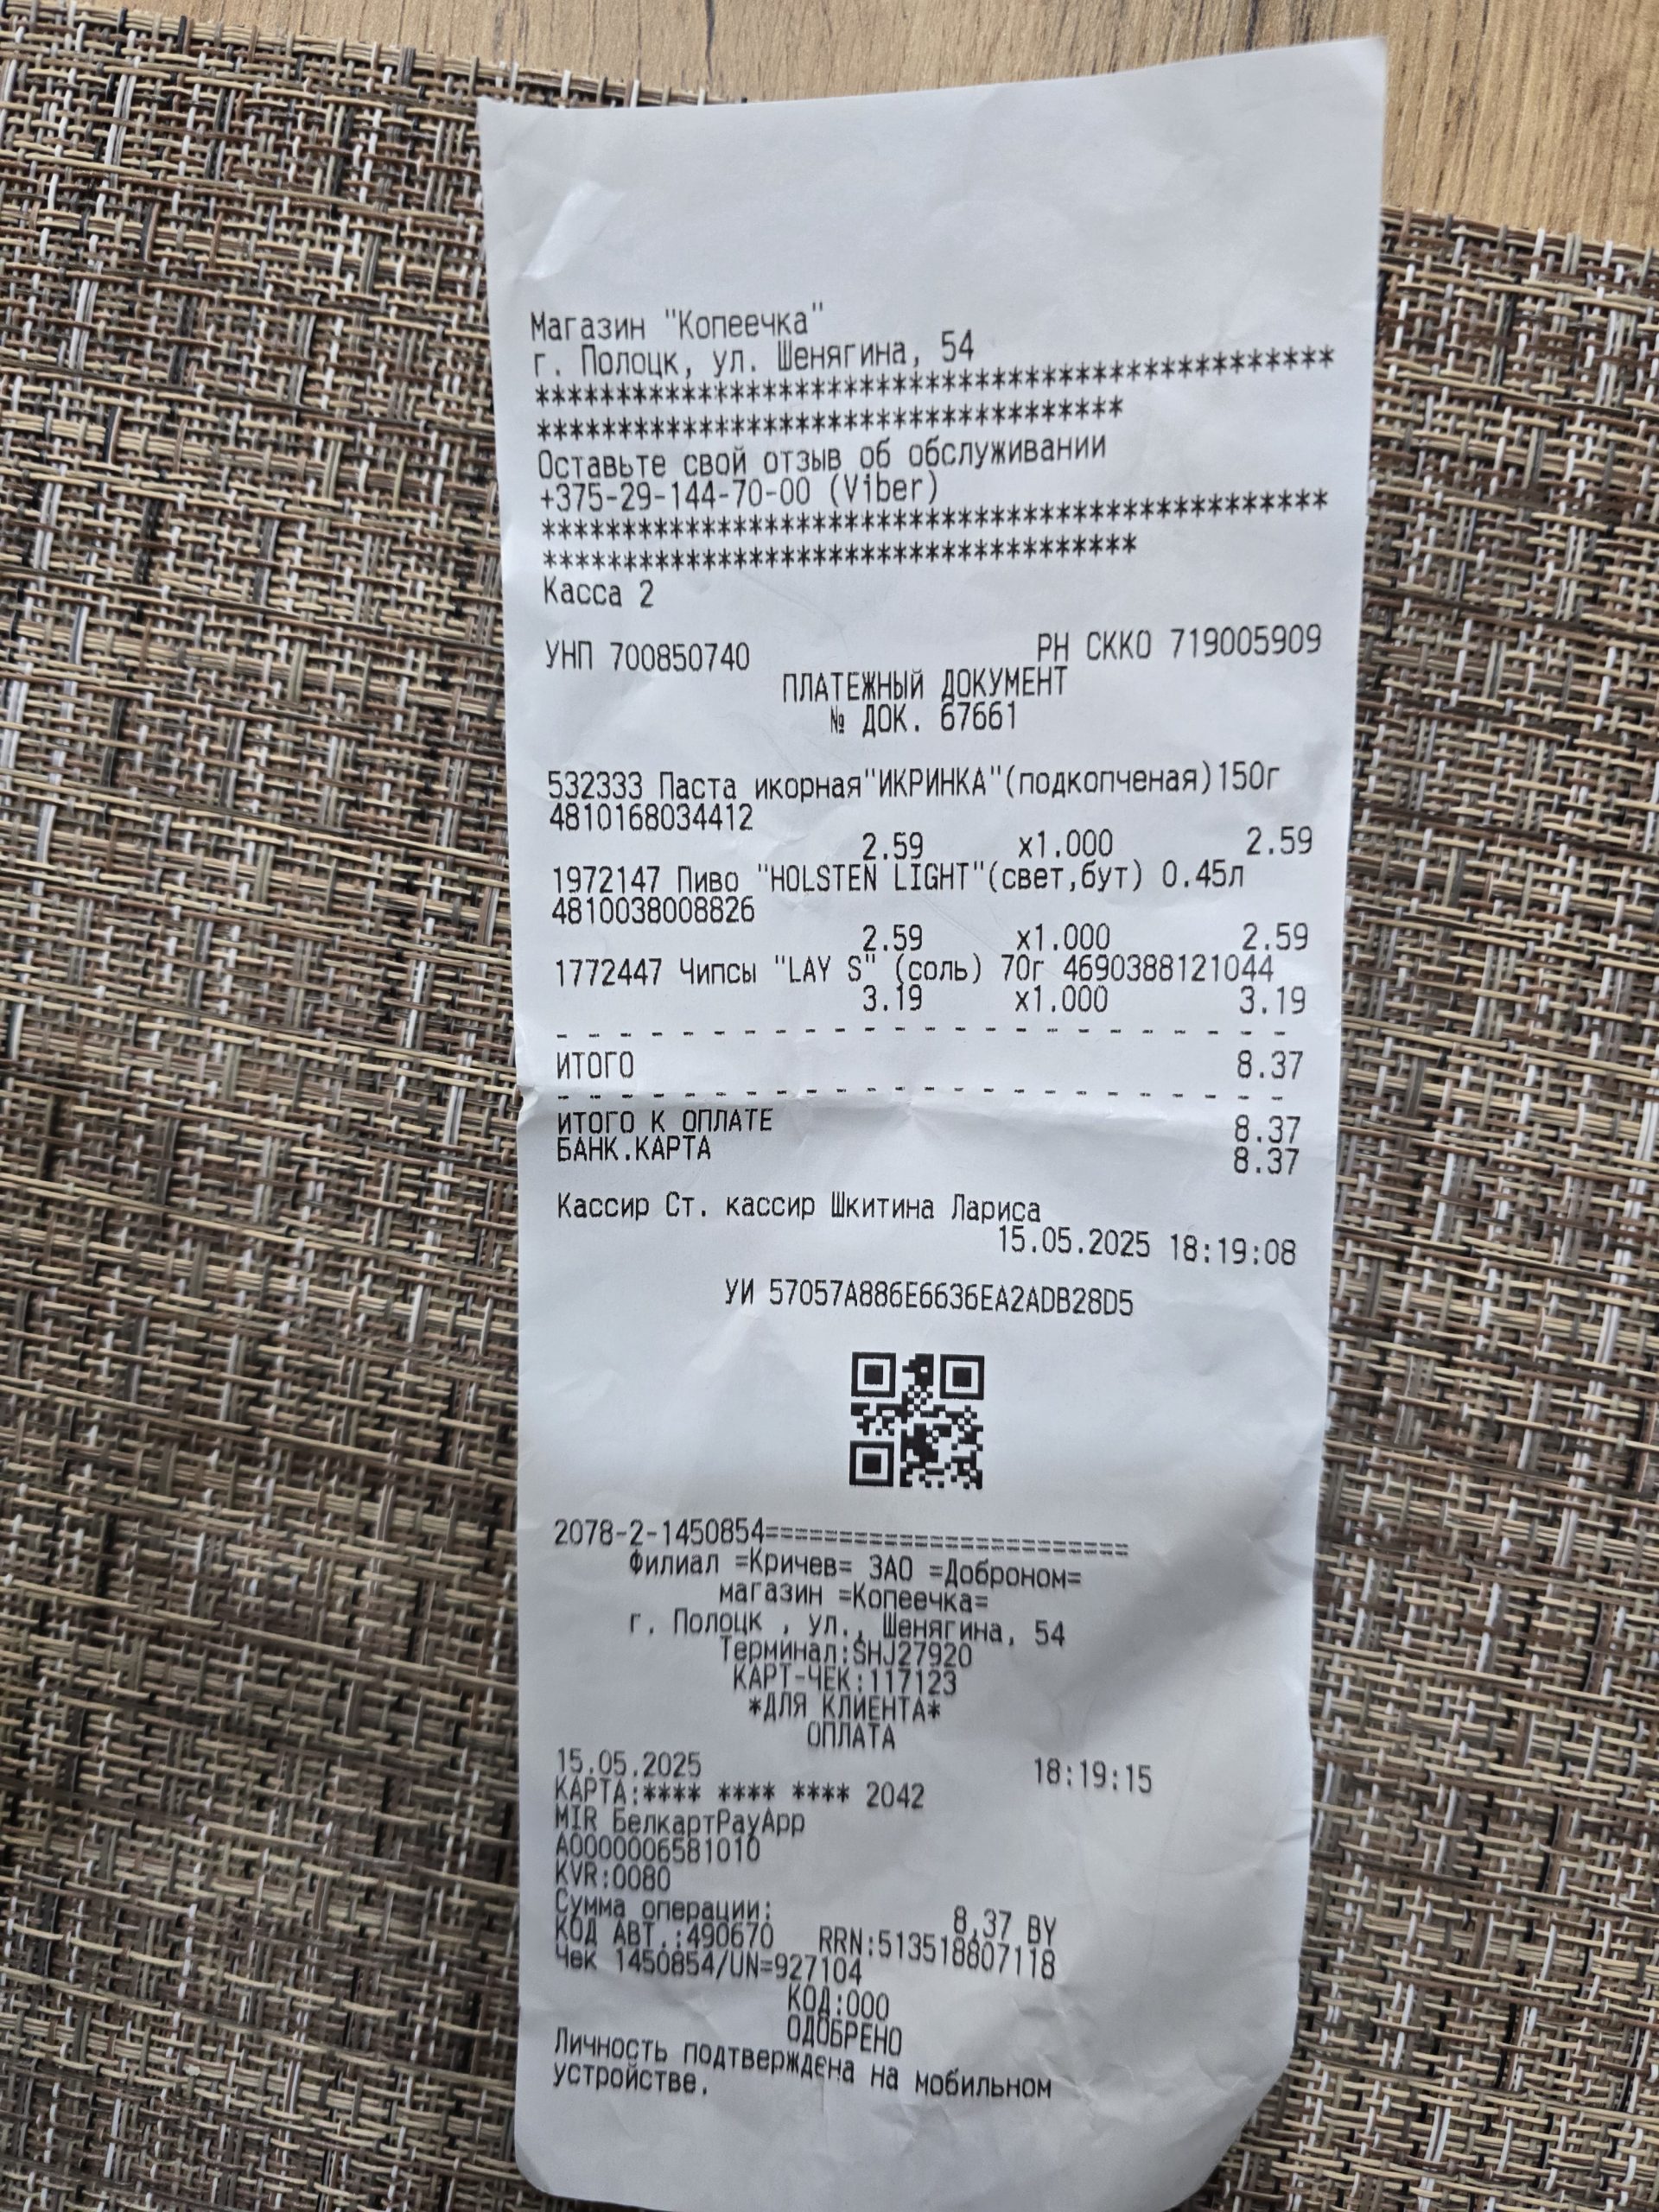 Магазин "Копеечка"
г. Полоцк, ул. Шенягина, 54
*************************************************
************************************
Оставьте свой отзыв об обслуживании
+375-29-144-70-00 (Viber)
*************************************************
*************************************
Касса 2
УНП 700850740 РН СККО 719005909
ПЛАТЕЖНЫЙ ДОКУМЕНТ
№ ДОК. 67661
532333 Паста икорная"ИКРИНКА"(подкопченая)150г
4810168034412
2.59 x1.000 2.59
1972147 Пиво "HOLSTEN LIGHT"(свет,бут) 0.45л
4810038008826
2.59 x1.000 2.59
1772447 Чипсы "LAY S" (соль) 70г 4690388121044
3.19 x1.000 3.19
- - - - - - - - - - - - - - - - - - - - - - -
ИТОГО 8.37
- - - - - - - - - - - - - - - - - - - - - - -
ИТОГО К ОПЛАТЕ 8.37
БАНК.КАРТА 8.37
Кассир Ст. кассир Шкитина Лариса
15.05.2025 18:19:08
УИ 57057A886E6636EA2ADB28D5
2078-2-1450854========================
Филиал =Кричев= ЗАО =Доброном=
магазин =Копеечка=
г. Полоцк , ул., Шенягина, 54
Терминал:SHJ27920
КАРТ-ЧЕК:117123
*ДЛЯ КЛИЕНТА*
ОПЛАТА
15.05.2025 18:19:15
КАРТА:**** **** **** 2042
MIR БелкартPayApp
A0000006581010
KVR:0080
Сумма операции: 8,37 BY
КОД АВТ.:490670 RRN:513518807118
Чек 1450854/UN=927104
КОД:000
ОДОБРЕНО
Личность подтверждена на мобильном
устройстве.